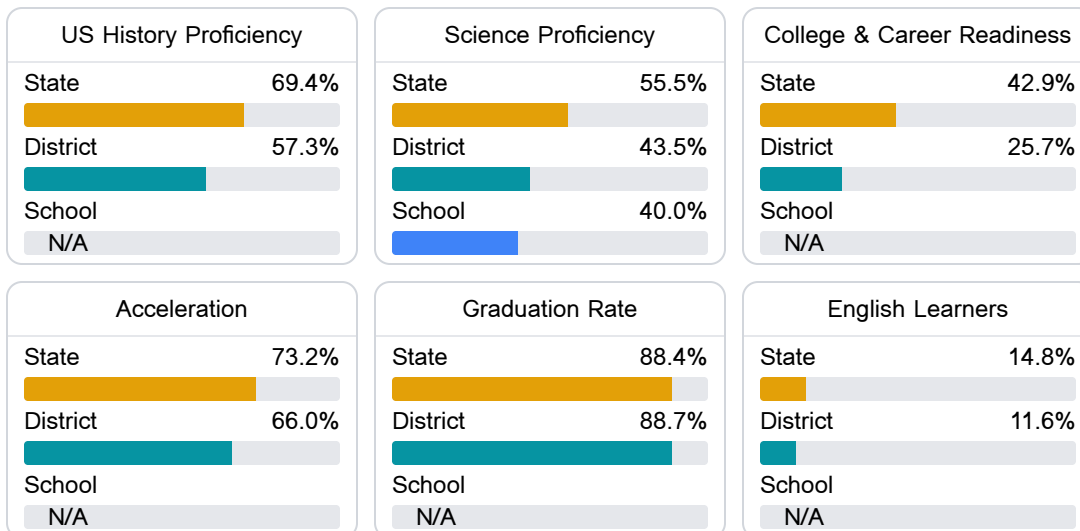 US History Proficiency
State 69.4%
District 57.3%
School
N/A
Science Proficiency
State 55.5%
District 43.5%
School 40.0%
College & Career Readiness
State 42.9%
District 25.7%
School
N/A
Acceleration
State 73.2%
District 66.0%
School
N/A
Graduation Rate
State 88.4%
District 88.7%
School
N/A
English Learners
State 14.8%
District 11.6%
School
N/A